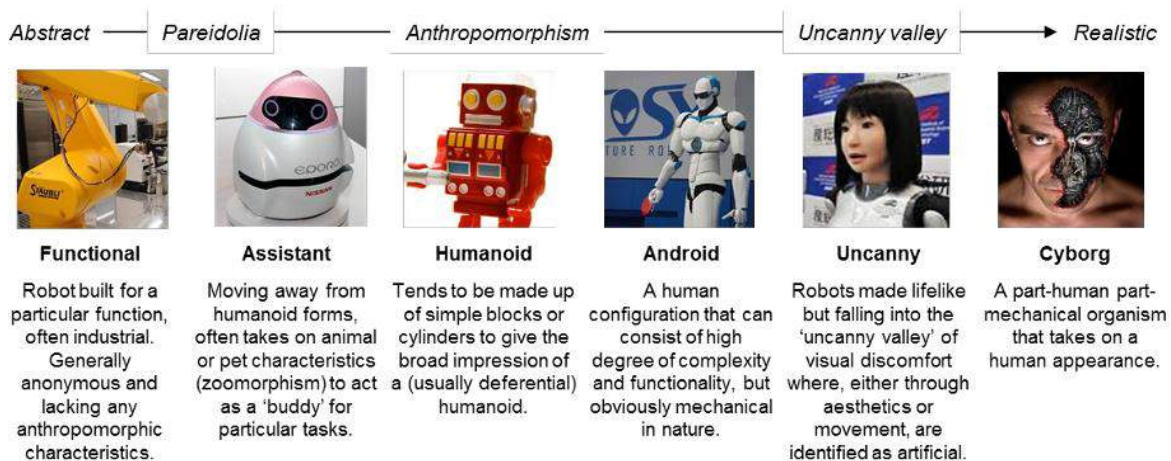 Abstract Pareidolia Anthropomorphism Uncanny valley Realistic
STÄUBLI
EPORO
NISSAN
TOSY
FUTURE ROBO
Functional
Robot built for a
particular function,
often industrial.
Generally
anonymous and
lacking any
anthropomorphic
characteristics.
Assistant
Moving away from
humanoid forms,
often takes on animal
or pet characteristics
(zoomorphism) to act
as a ‘buddy’ for
particular tasks.
Humanoid
Tends to be made up
of simple blocks or
cylinders to give the
broad impression of
a (usually deferential)
humanoid.
Android
A human
configuration that can
consist of high
degree of complexity
and functionality, but
obviously mechanical
in nature.
Uncanny
Robots made lifelike
but falling into the
‘uncanny valley’ of
visual discomfort
where, either through
aesthetics or
movement, are
identified as artificial.
Cyborg
A part-human part-
mechanical organism
that takes on a
human appearance.